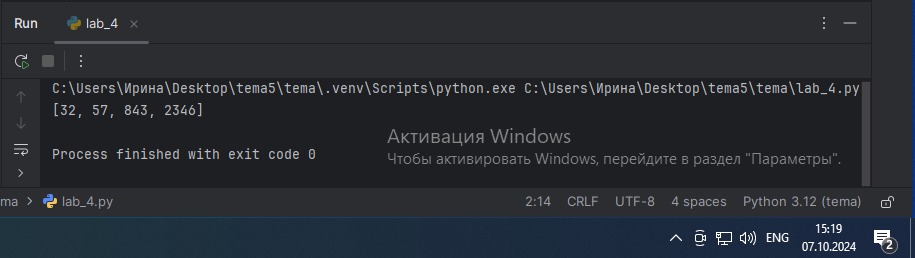 Run lab_4
C:\Users\Ирина\Desktop\tema5\tema\.venv\Scripts\python.exe C:\Users\Ирина\Desktop\tema5\tema\lab_4.py
[32, 57, 843, 2346]
Process finished with exit code 0
Активация Windows
Чтобы активировать Windows, перейдите в раздел "Параметры".
ma > lab_4.py 2:14 CRLF UTF-8 4 spaces Python 3.12 (tema)
ENG 15:19
07.10.2024 2